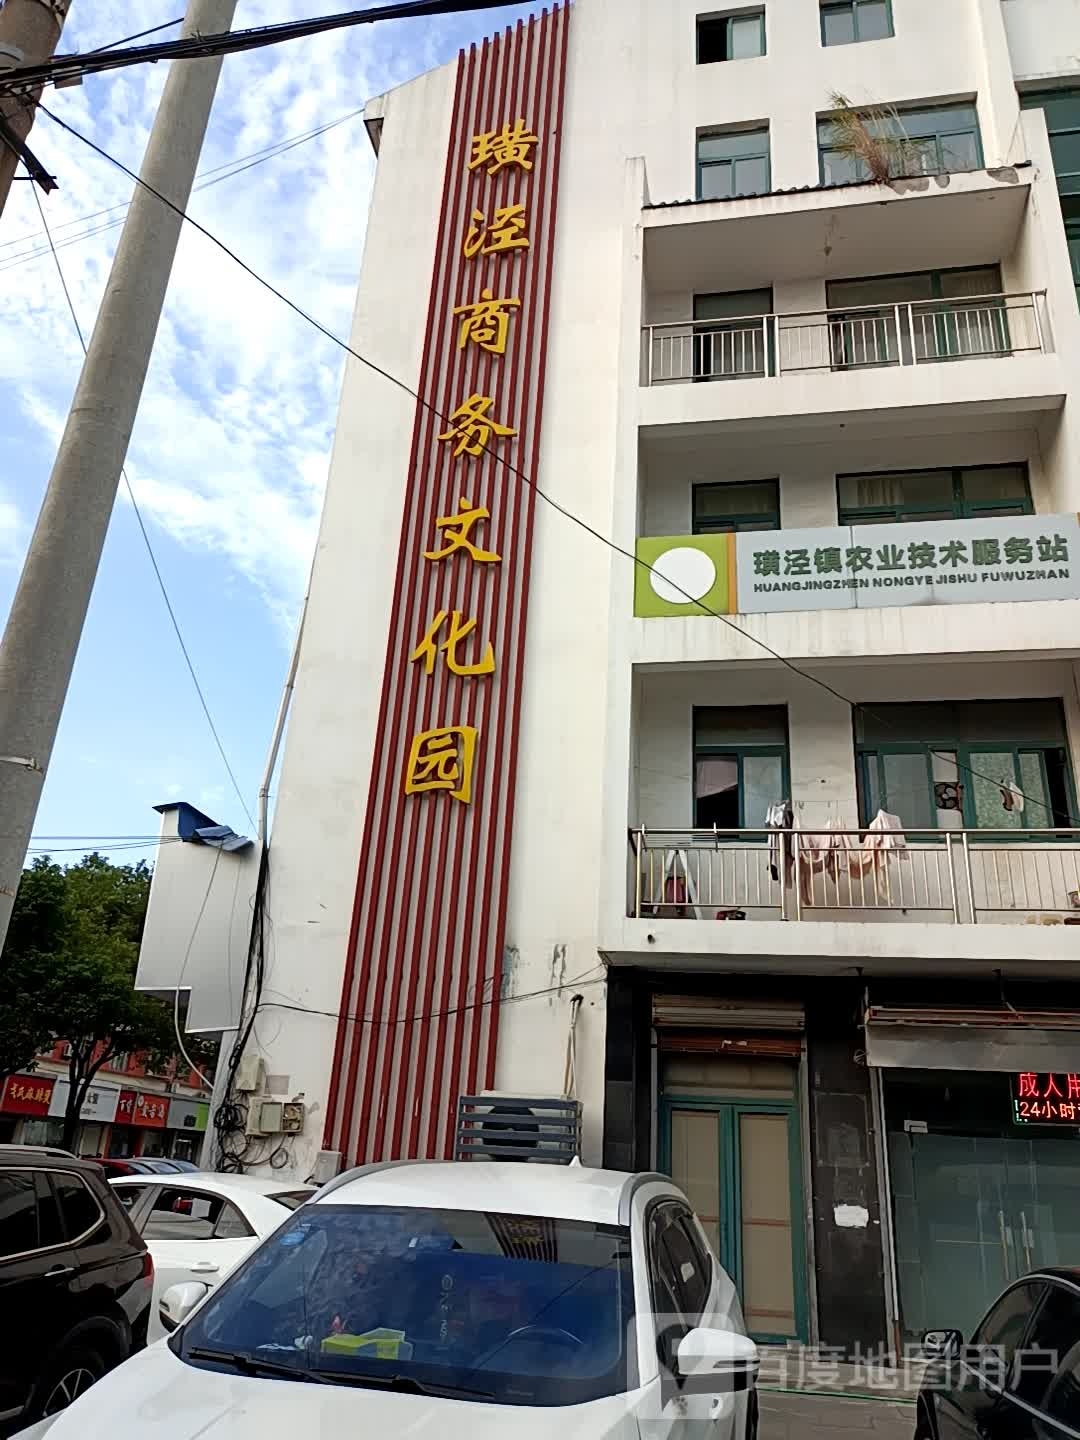 璜泾商务文化园
璜泾镇农业技术服务站
HUANGJINGZHEN NONGYE JISHU FUWUZHAN
成人用
24小时
百度地图用户